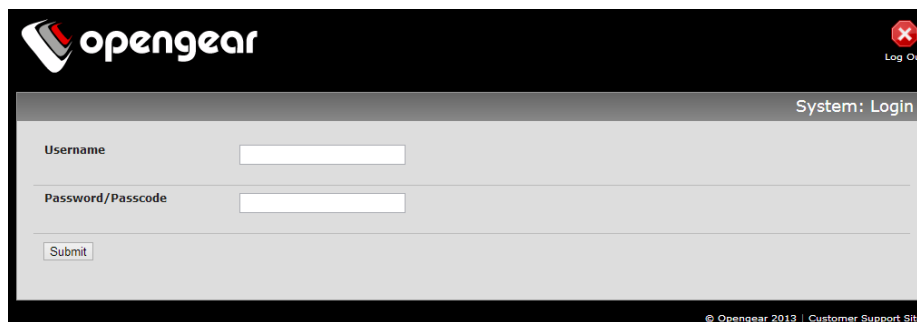 opengear
Log Ou
System: Login
Username
Password/Passcode
Submit
© Opengear 2013 | Customer Support Sit